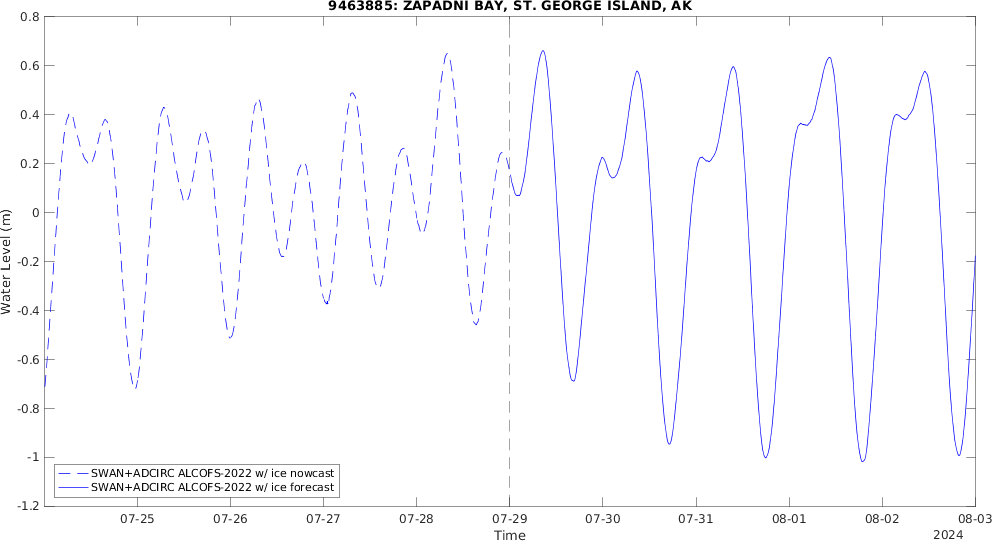 9463885: ZAPADNI BAY, ST. GEORGE ISLAND, AK
0.8
0.6
0.4
0.2
0
-0.2
-0.4
-0.6
-0.8
-1
-1.2
Water Level (m)
SWAN+ADCIRC ALCOFS-2022 w/ ice nowcast
SWAN+ADCIRC ALCOFS-2022 w/ ice forecast
07-25 07-26 07-27 07-28 07-29 07-30 07-31 08-01 08-02 08-03
Time
2024